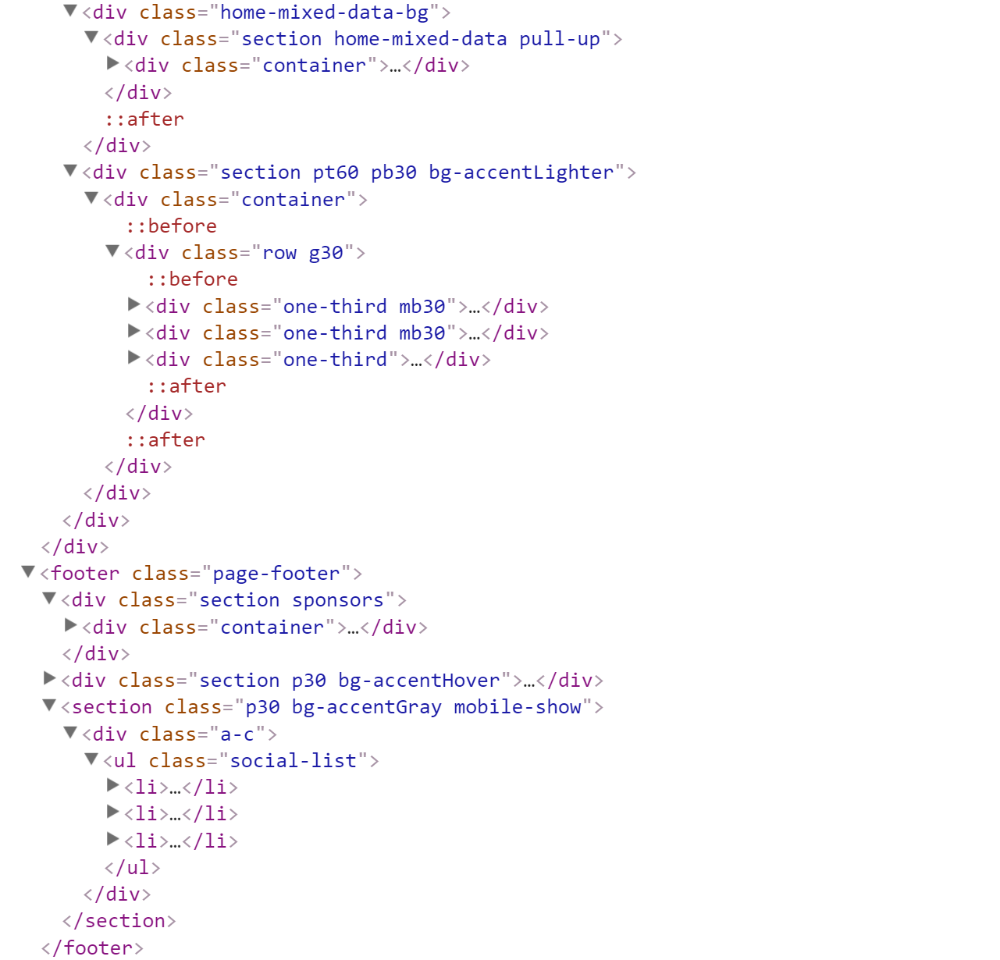 ▼<div class="home-mixed-data-bg">
▼<div class="section home-mixed-data pull-up">
▶<div class="container">…</div>
</div>
::after
</div>
▼<div class="section pt60 pb30 bg-accentLighter">
▼<div class="container">
::before
▼<div class="row g30">
::before
▶<div class="one-third mb30">…</div>
▶<div class="one-third mb30">…</div>
▶<div class="one-third">…</div>
::after
</div>
::after
</div>
</div>
</div>
</div>
▼<footer class="page-footer">
▼<div class="section sponsors">
▶<div class="container">…</div>
</div>
▶<div class="section p30 bg-accentHover">…</div>
▼<section class="p30 bg-accentGray mobile-show">
▼<div class="a-c">
▼<ul class="social-list">
▶<li>…</li>
▶<li>…</li>
▶<li>…</li>
</ul>
</div>
</section>
</footer>